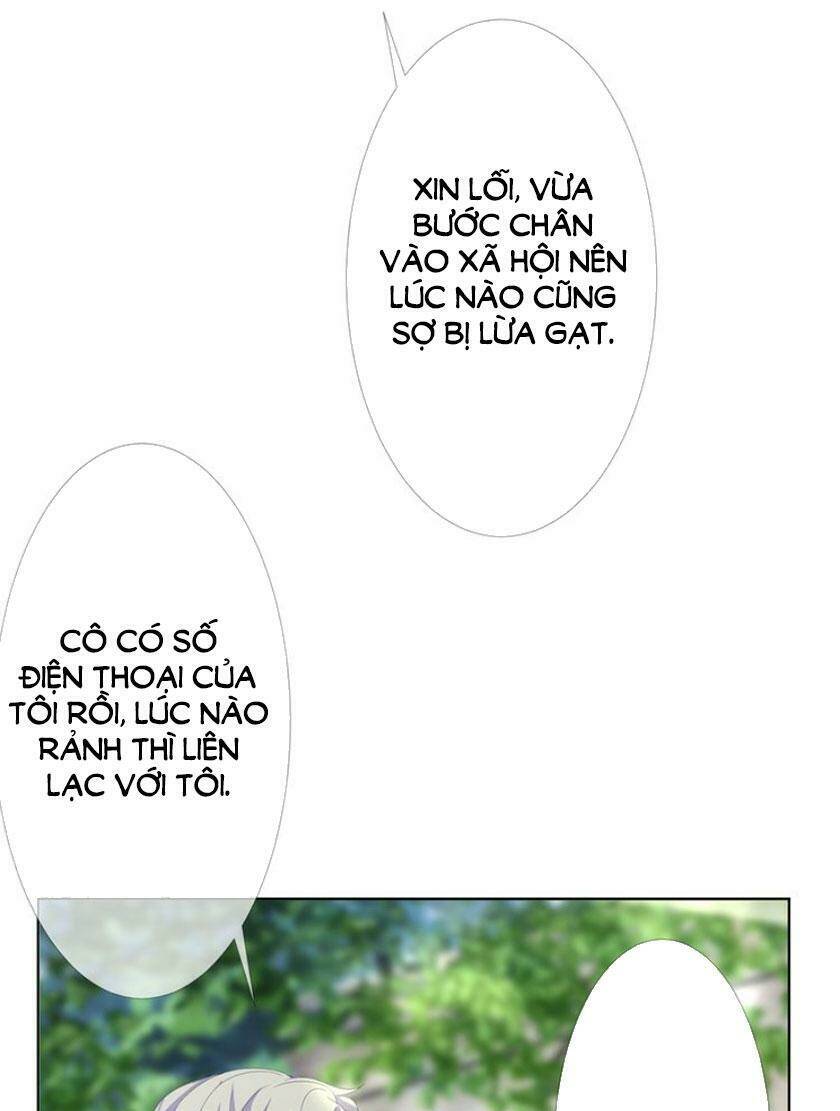 XIN LỖI, VỪA
BƯỚC CHÂN
VÀO XÃ HỘI NÊN
LÚC NÀO CŨNG
SỢ BỊ LỪA GẠT.
CÔ CÓ SỐ
ĐIỆN THOẠI CỦA
TÔI RỒI, LÚC NÀO
RẢNH THÌ LIÊN
LẠC VỚI TÔI.